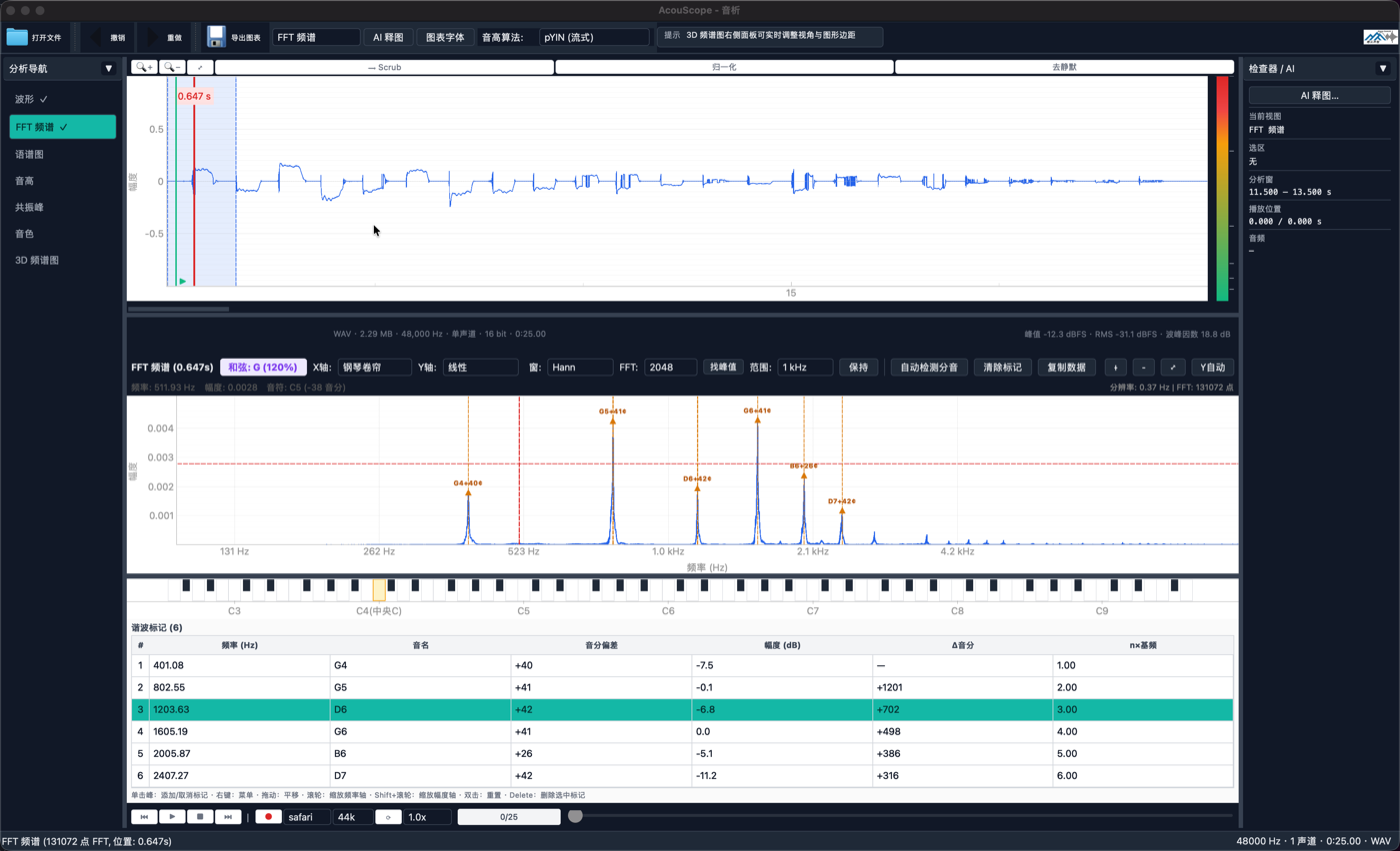 AcouScope - 音析
打开文件 撤销 重做 导出图表 FFT 频谱 AI 释图 图表字体 音高算法: pYIN (流式) 提示 3D 频谱图右侧面板可实时调整视角与图形边距
分析导航 ▼
波形 ✓
FFT 频谱 ✓
语谱图
音高
共振峰
音色
3D 频谱图
🔍+ 🔍- ⤢ — Scrub 归一化 去静默
0.647 s
0.5
0
-0.5
幅度
15
WAV · 2.29 MB · 48,000 Hz · 单声道 · 16 bit · 0:25.00 峰值 -12.3 dBFS · RMS -31.1 dBFS · 波峰因数 18.8 dB
FFT 频谱 (0.647s) 和弦: G (120%) X轴: 钢琴卷帘 Y轴: 线性 窗: Hann FFT: 2048 找峰值 范围: 1 kHz 保持 自动检测分音 清除标记 复制数据 + - ⤢ Y自动
频率: 511.93 Hz 幅度: 0.0028 音符: C5 (-38 音分) 分辨率: 0.37 Hz | FFT: 131072 点
G5+41¢ G6+41¢
0.004
0.003
B6+26¢
D6+42¢
G4+40¢
0.002
D7+42¢
0.001
幅度
131 Hz 262 Hz 523 Hz 1.0 kHz 2.1 kHz 4.2 kHz
频率 (Hz)
C3 C4(中央C) C5 C6 C7 C8 C9
谐波标记 (6)
# 频率 (Hz) 音名 音分偏差 幅度 (dB) Δ音分 n×基频
1 401.08 G4 +40 -7.5 — 1.00
2 802.55 G5 +41 -0.1 +1201 2.00
3 1203.63 D6 +42 -6.8 +702 3.00
4 1605.19 G6 +41 0.0 +498 4.00
5 2005.87 B6 +26 -5.1 +386 5.00
6 2407.27 D7 +42 -11.2 +316 6.00
单击峰: 添加/取消标记 · 右键: 菜单 · 拖动: 平移 · 滚轮: 缩放频率轴 · Shift+滚轮: 缩放幅度轴 · 双击: 重置 · Delete: 删除选中标记
safari 44k 1.0x 0/25
检查器 / AI ▼
AI 释图...
当前视图
FFT 频谱
选区
无
分析窗
11.500 – 13.500 s
播放位置
0.000 / 0.000 s
音频
—
FFT 频谱 (131072 点 FFT, 位置: 0.647s) 48000 Hz · 1 声道 · 0:25.00 · WAV